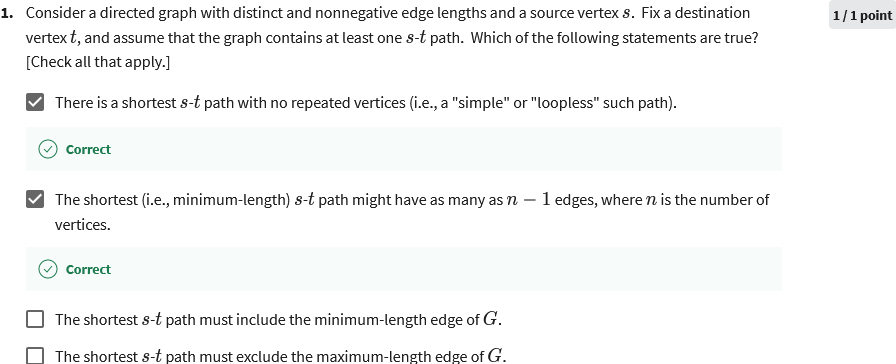 1. Consider a directed graph with distinct and nonnegative edge lengths and a source vertex s. Fix a destination
1 / 1 point
vertex t, and assume that the graph contains at least one s-t path. Which of the following statements are true?
[Check all that apply.]
There is a shortest s-t path with no repeated vertices (i.e., a "simple" or "loopless" such path).
Correct
The shortest (i.e., minimum-length) s-t path might have as many as n − 1 edges, where n is the number of
vertices.
Correct
The shortest s-t path must include the minimum-length edge of G.
The shortest s-t path must exclude the maximum-length edge of G.